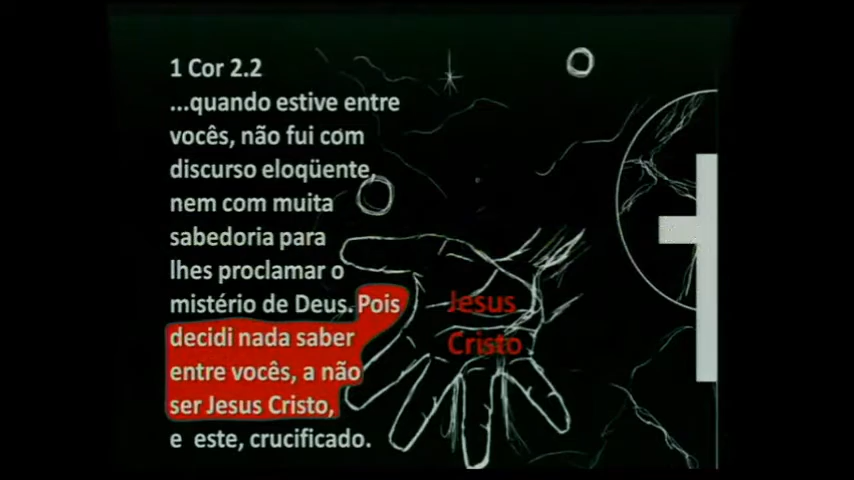 1 Cor 2.2
...quando estive entre
vocês, não fui com
discurso eloqüente,
nem com muita
sabedoria para
lhes proclamar o
mistério de Deus. Pois
decidi nada saber
entre vocês, a não
ser Jesus Cristo,
e este, crucificado.
Jesus
Cristo